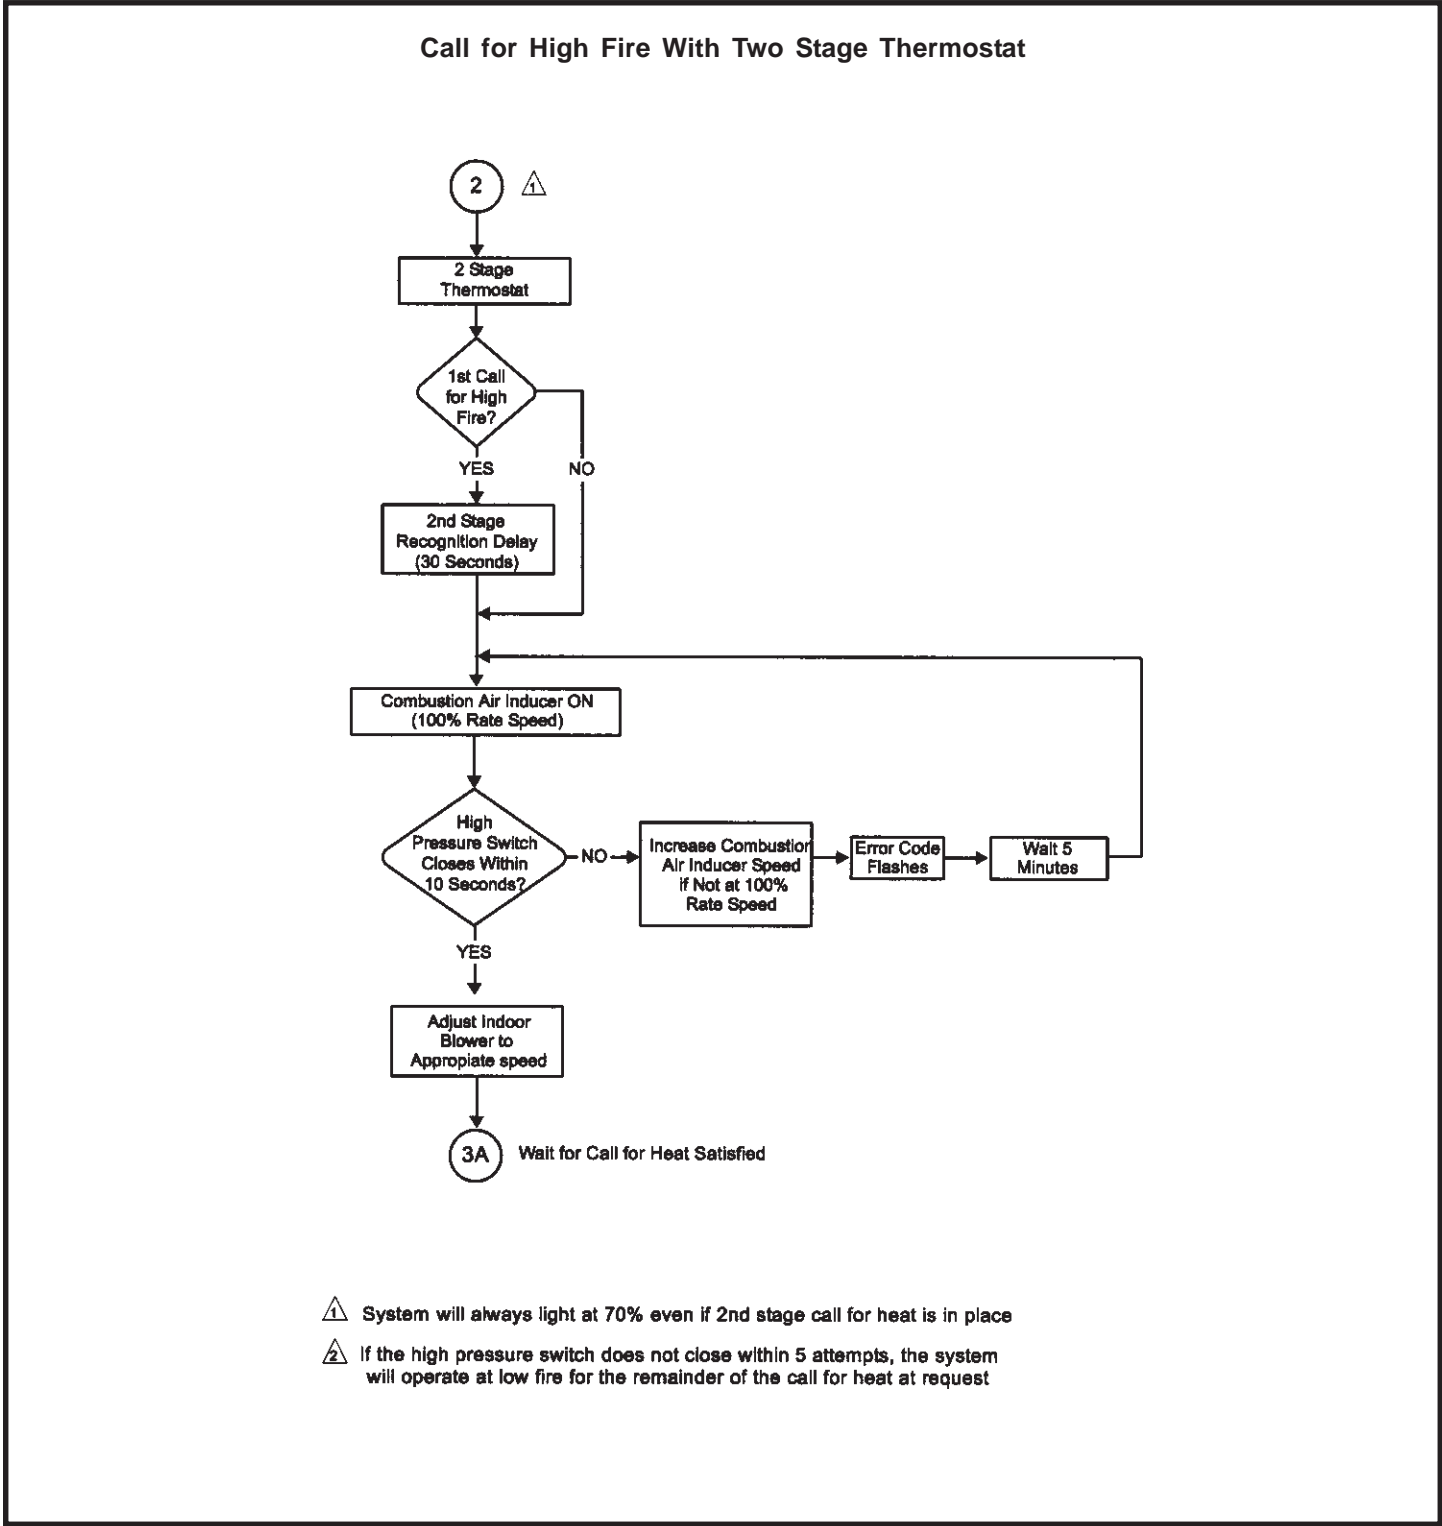 Call for High Fire With Two Stage Thermostat
2
1
2 Stage
Thermostat
1st Call
for High
Fire?
YES
NO
2nd Stage
Recognition Delay
(30 Seconds)
Combustion Air Inducer ON
(100% Rate Speed)
High
Pressure Switch
Closes Within
10 Seconds?
NO
Increase Combustion
Air Inducer Speed
if Not at 100%
Rate Speed
Error Code
Flashes
Wait 5
Minutes
YES
Adjust Indoor
Blower to
Appropiate speed
3A
Wait for Call for Heat Satisfied
1 System will always light at 70% even if 2nd stage call for heat is in place
2 If the high pressure switch does not close within 5 attempts, the system
will operate at low fire for the remainder of the call for heat at request